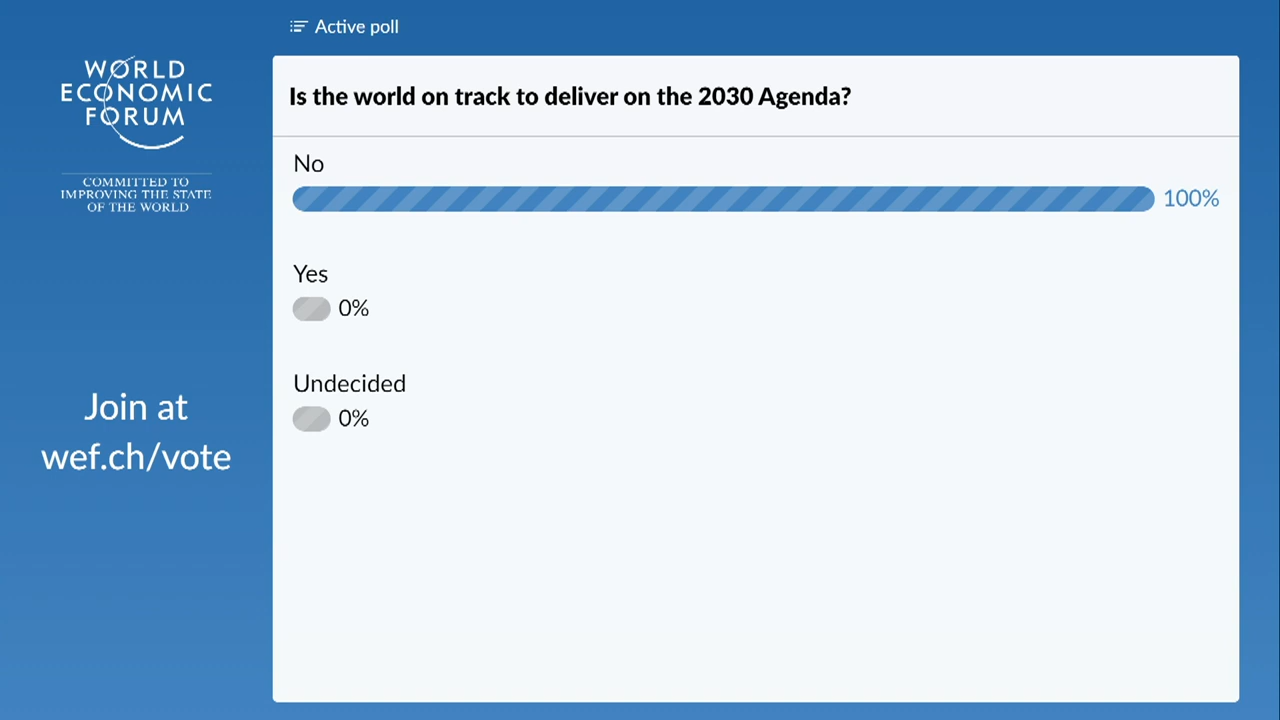 Active poll
WORLD
ECONOMIC
FORUM
COMMITTED TO
IMPROVING THE STATE
OF THE WORLD
Join at
wef.ch/vote
Is the world on track to deliver on the 2030 Agenda?
No
100%
Yes
0%
Undecided
0%